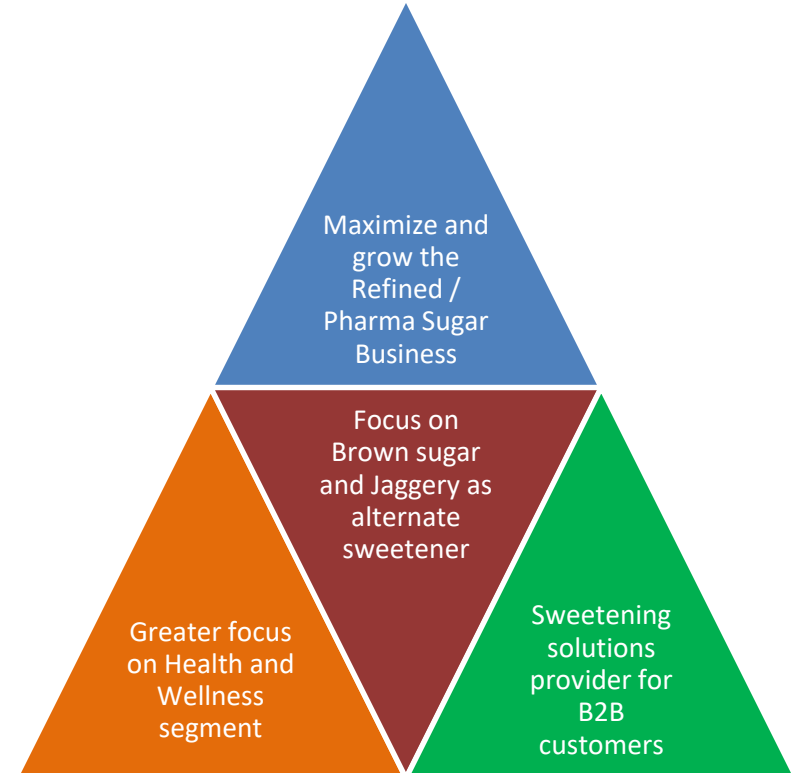 Maximize and
grow the
Refined /
Pharma Sugar
Business
Focus on
Brown sugar
and Jaggery as
alternate
sweetener
Greater focus
on Health and
Wellness
segment
Sweetening
solutions
provider for
B2B
customers